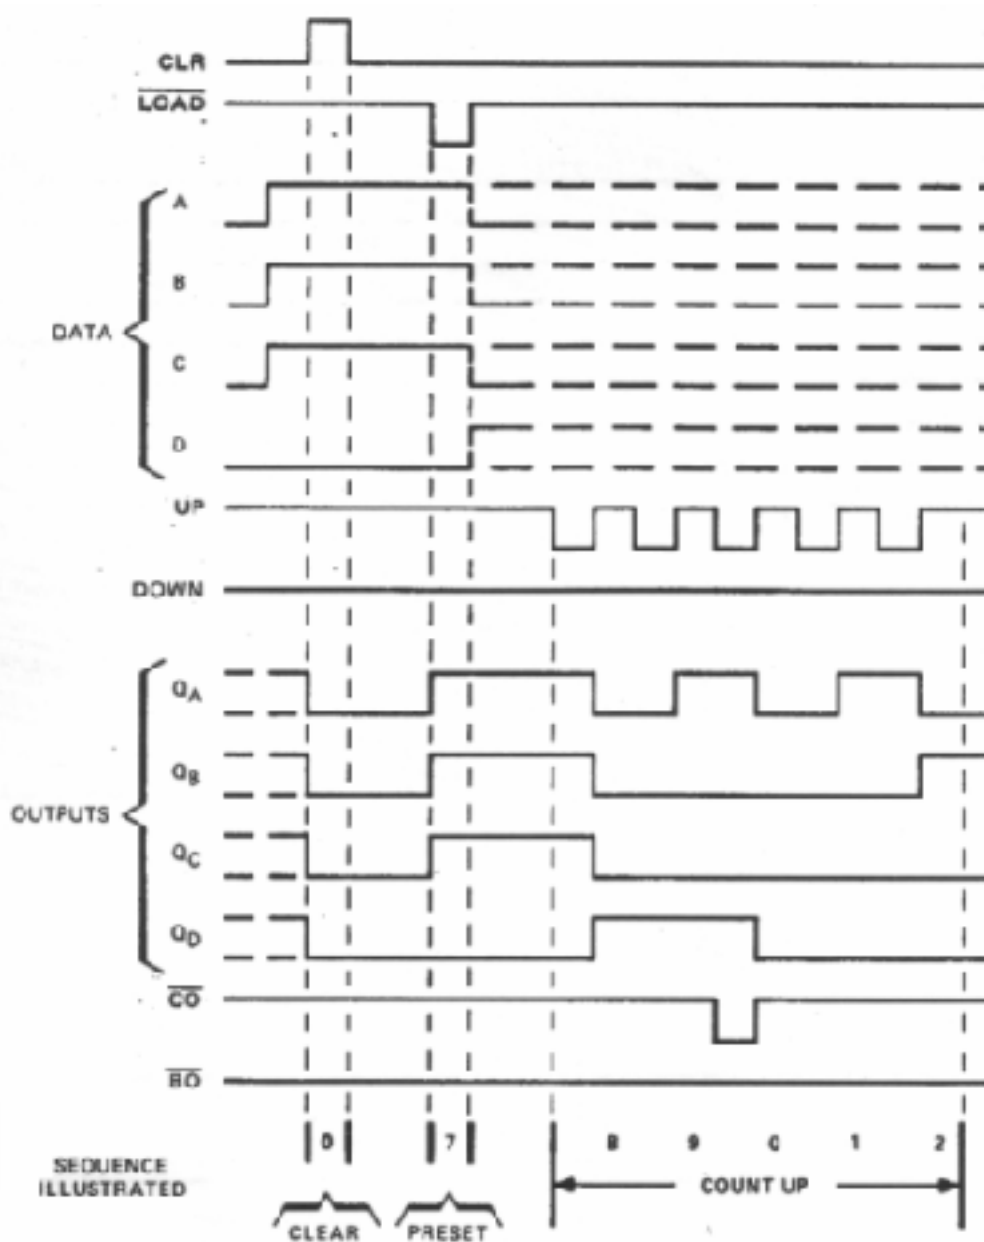 CLR
LOAD
A
B
DATA
C
D
UP
DOWN
QA
QB
OUTPUTS
QC
QD
CO
BO
0 7 8 9 0 1 2
SEQUENCE
ILLUSTRATED
COUNT UP
CLEAR PRESET